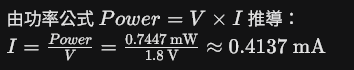 由功率公式 Power = V × I 推導：
I = Power/V = 0.7447 mW/1.8 V ≈ 0.4137 mA